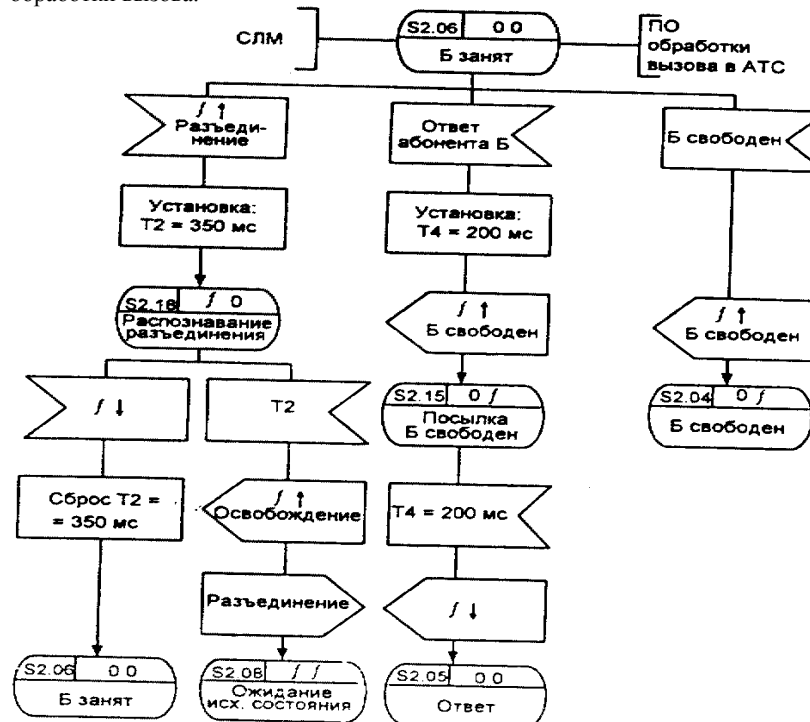 обработки вызова.
СЛМ
S2.06 0 0
Б занят
ПО
обработки
вызова в АТС
f ↑
Разъеди-
нение
Ответ
абонента Б
Б свободен
Установка:
T2 = 350 мс
Установка:
T4 = 200 мс
S2.18 f 0
Распознавание
разъединения
f ↑
Б свободен
f ↑
Б свободен
S2.15 0 f
Посылка
Б свободен
S2.04 0 f
Б свободен
f ↓
T2
Сброс T2 =
= 350 мс
f ↑
Освобождение
T4 = 200 мс
Разъединение
f ↓
S2.06 0 0
Б занят
S2.08 f f
Ожидание
исх. состояния
S2.05 0 0
Ответ